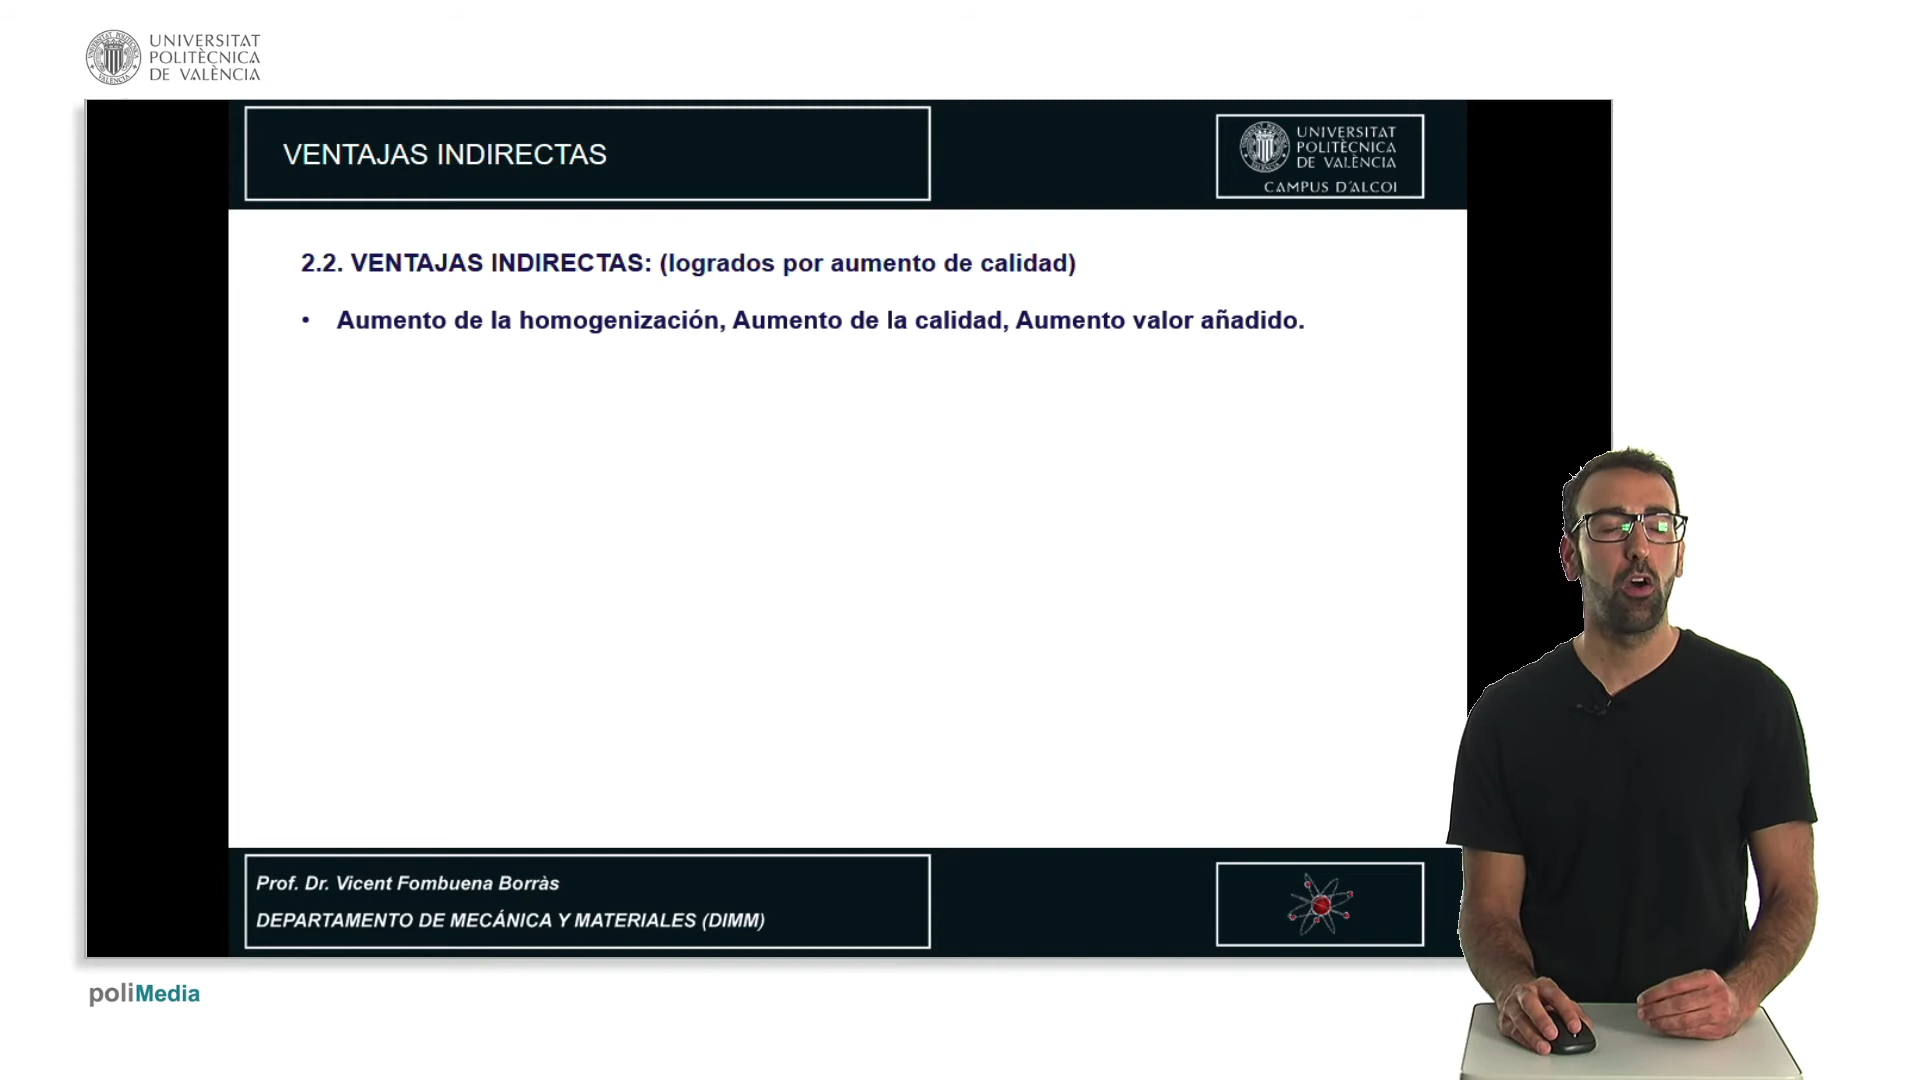 UNIVERSITAT
POLITÈCNICA
DE VALÈNCIA
VENTAJAS INDIRECTAS
UNIVERSITAT
POLITÈCNICA
DE VALÈNCIA
CAMPUS D'ALCOI
2.2. VENTAJAS INDIRECTAS: (logrados por aumento de calidad)
• Aumento de la homogenización, Aumento de la calidad, Aumento valor añadido.
Prof. Dr. Vicent Fombuena Borràs
DEPARTAMENTO DE MECÁNICA Y MATERIALES (DIMM)
poliMedia